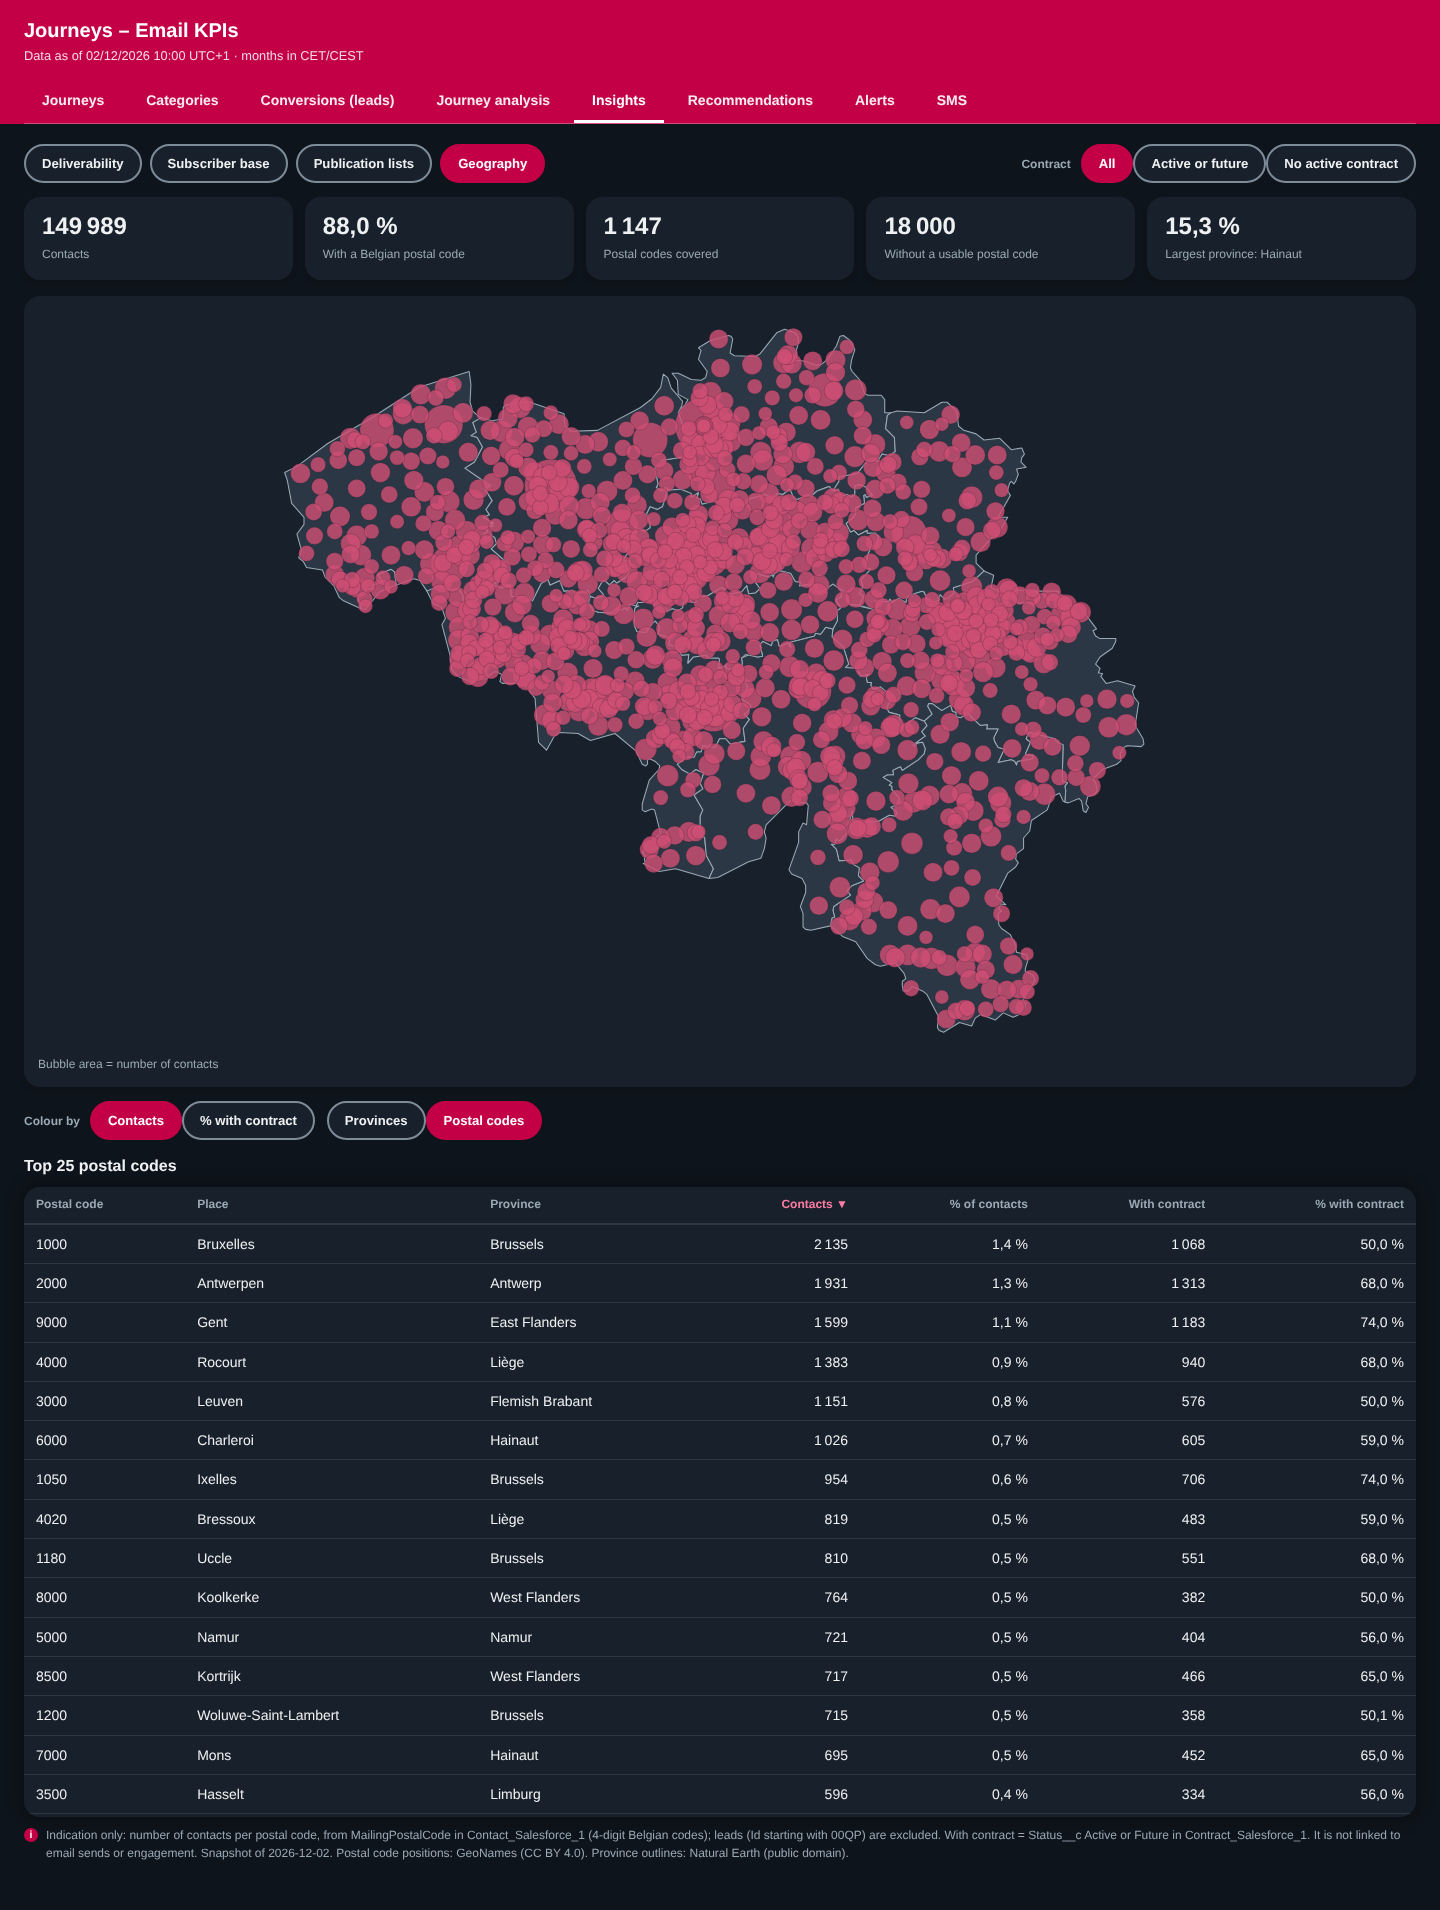 Journeys – Email KPIs
Data as of 02/12/2026 10:00 UTC+1 · months in CET/CEST
Journeys Categories Conversions (leads) Journey analysis Insights Recommendations Alerts SMS
Deliverability Subscriber base Publication lists Geography Contract All Active or future No active contract
149 989 88,0 % 1 147 18 000 15,3 %
Contacts With a Belgian postal code Postal codes covered Without a usable postal code Largest province: Hainaut
Bubble area = number of contacts
Colour by Contacts % with contract Provinces Postal codes
Top 25 postal codes
Postal code Place Province Contacts ▼ % of contacts With contract % with contract
1000 Bruxelles Brussels 2 135 1,4 % 1 068 50,0 %
2000 Antwerpen Antwerp 1 931 1,3 % 1 313 68,0 %
9000 Gent East Flanders 1 599 1,1 % 1 183 74,0 %
4000 Rocourt Liège 1 383 0,9 % 940 68,0 %
3000 Leuven Flemish Brabant 1 151 0,8 % 576 50,0 %
6000 Charleroi Hainaut 1 026 0,7 % 605 59,0 %
1050 Ixelles Brussels 954 0,6 % 706 74,0 %
4020 Bressoux Liège 819 0,5 % 483 59,0 %
1180 Uccle Brussels 810 0,5 % 551 68,0 %
8000 Koolkerke West Flanders 764 0,5 % 382 50,0 %
5000 Namur Namur 721 0,5 % 404 56,0 %
8500 Kortrijk West Flanders 717 0,5 % 466 65,0 %
1200 Woluwe-Saint-Lambert Brussels 715 0,5 % 358 50,1 %
7000 Mons Hainaut 695 0,5 % 452 65,0 %
3500 Hasselt Limburg 596 0,4 % 334 56,0 %
i Indication only: number of contacts per postal code, from MailingPostalCode in Contact_Salesforce_1 (4-digit Belgian codes); leads (Id starting with 00QP) are excluded. With contract = Status__c Active or Future in Contract_Salesforce_1. It is not linked to
email sends or engagement. Snapshot of 2026-12-02. Postal code positions: GeoNames (CC BY 4.0). Province outlines: Natural Earth (public domain).